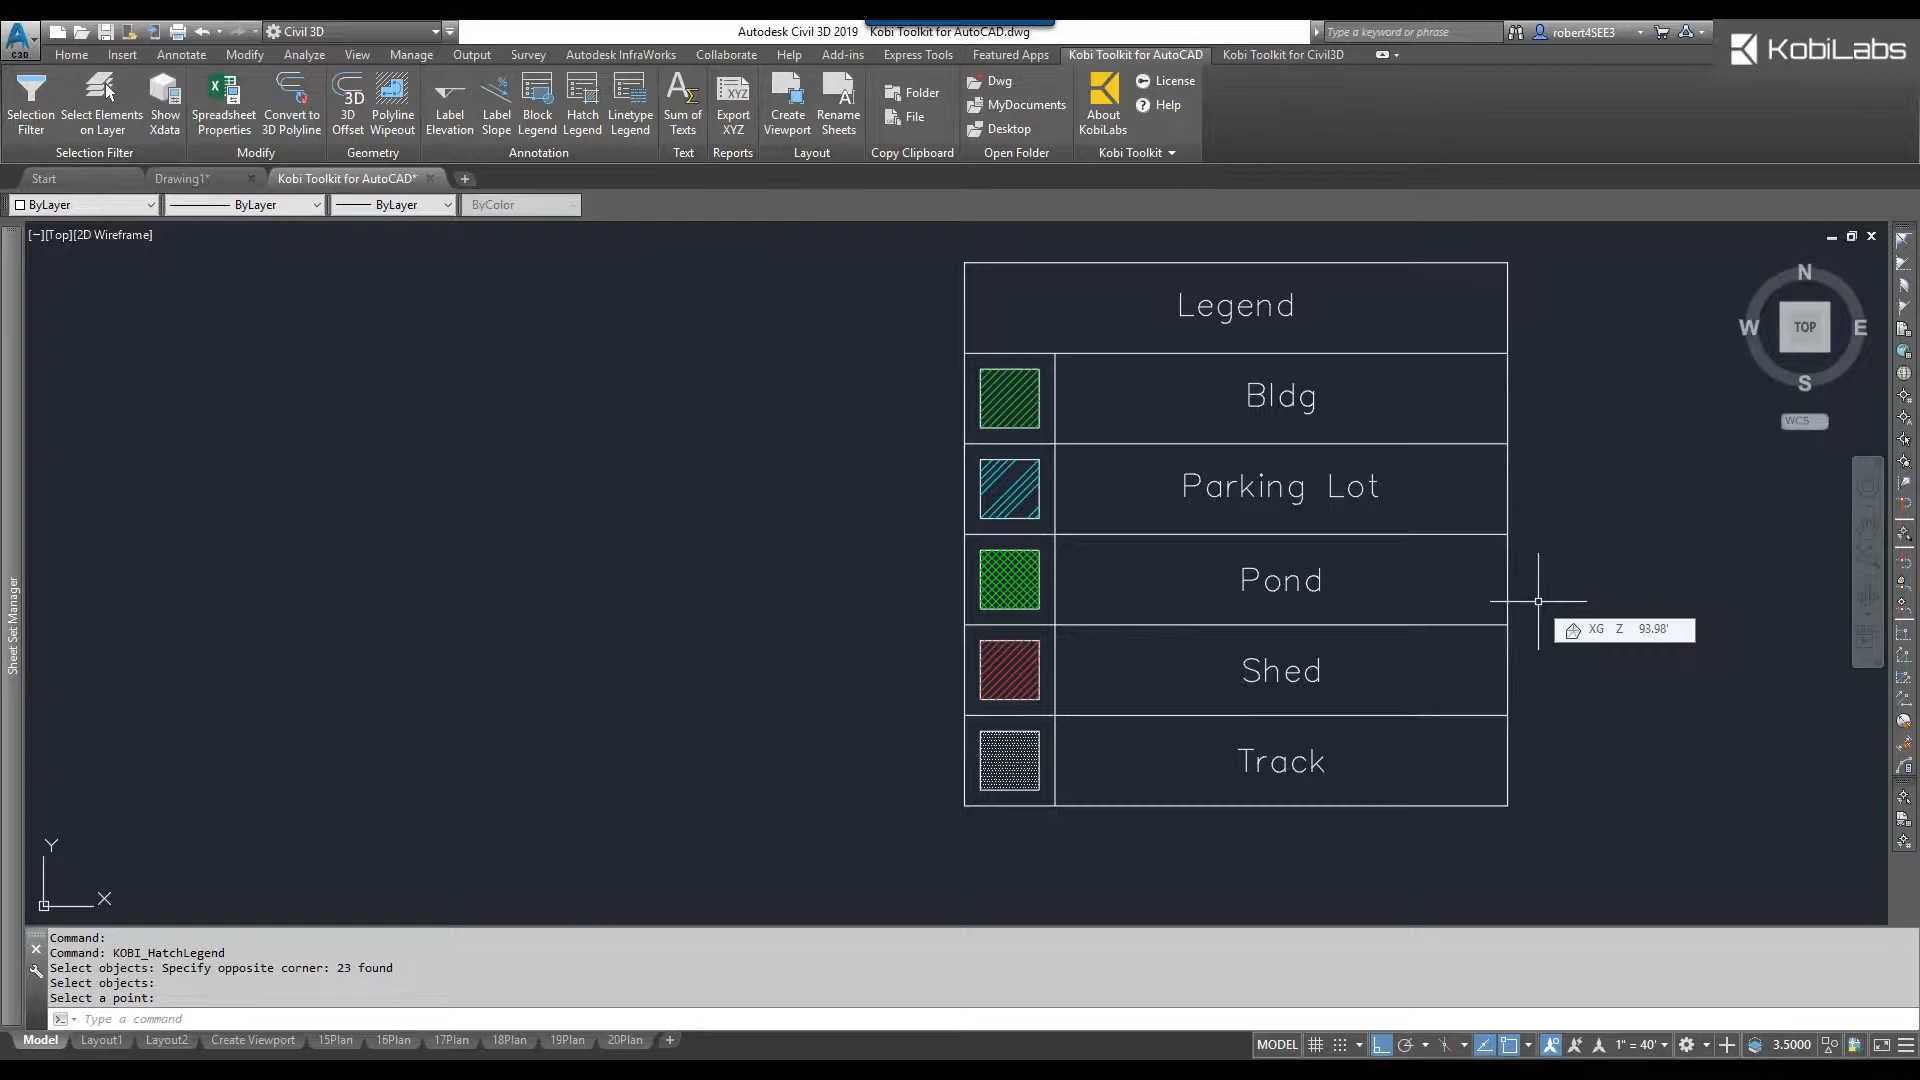 C3D
Civil 3D
Autodesk Civil 3D 2019 Kobi Toolkit for AutoCAD.dwg
Type a keyword or phrase
robert4SEE3
KobiLabs
Home Insert Annotate Modify Analyze View Manage Output Survey Autodesk InfraWorks Collaborate Help Add-ins Express Tools Featured Apps Kobi Toolkit for AutoCAD Kobi Toolkit for Civil3D
Selection Filter
Select Elements on Layer
Show Xdata
Selection Filter
Spreadsheet Properties
Convert to 3D Polyline
Modify
3D Offset
Polyline Wipeout
Geometry
Label Elevation
Label Slope
Block Legend
Hatch Legend
Linetype Legend
Annotation
Sum of Texts
Text
XYZ
Export XYZ
Reports
Create Viewport
Rename Sheets
Layout
Folder
File
Copy Clipboard
Dwg
MyDocuments
Desktop
Open Folder
About KobiLabs
License
Help
Kobi Toolkit
Start Drawing1* Kobi Toolkit for AutoCAD*
ByLayer ByLayer ByLayer ByColor
[−][Top][2D Wireframe]
Legend
Bldg
Parking Lot
Pond
Shed
Track
N
W TOP E
S
WCS
XG Z 93.98'
Sheet Set Manager
Y
X
Command:
Command: KOBI_HatchLegend
Select objects: Specify opposite corner: 23 found
Select objects:
Select a point:
Type a command
Model Layout1 Layout2 Create Viewport 15Plan 16Plan 17Plan 18Plan 19Plan 20Plan
MODEL 1" = 40' 3.5000